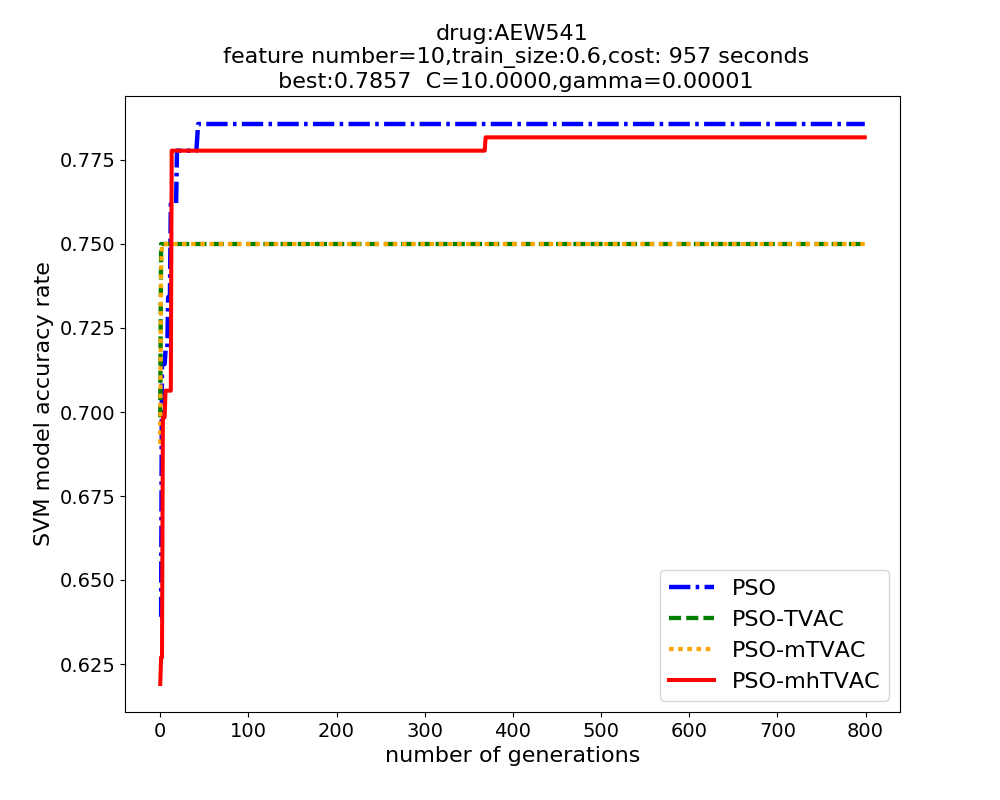 drug:AEW541
feature number=10,train_size:0.6,cost: 957 seconds
best:0.7857  C=10.0000,gamma=0.00001
SVM model accuracy rate
0.775
0.750
0.725
0.700
0.675
0.650
0.625
PSO
PSO-TVAC
PSO-mTVAC
PSO-mhTVAC
0 100 200 300 400 500 600 700 800
number of generations